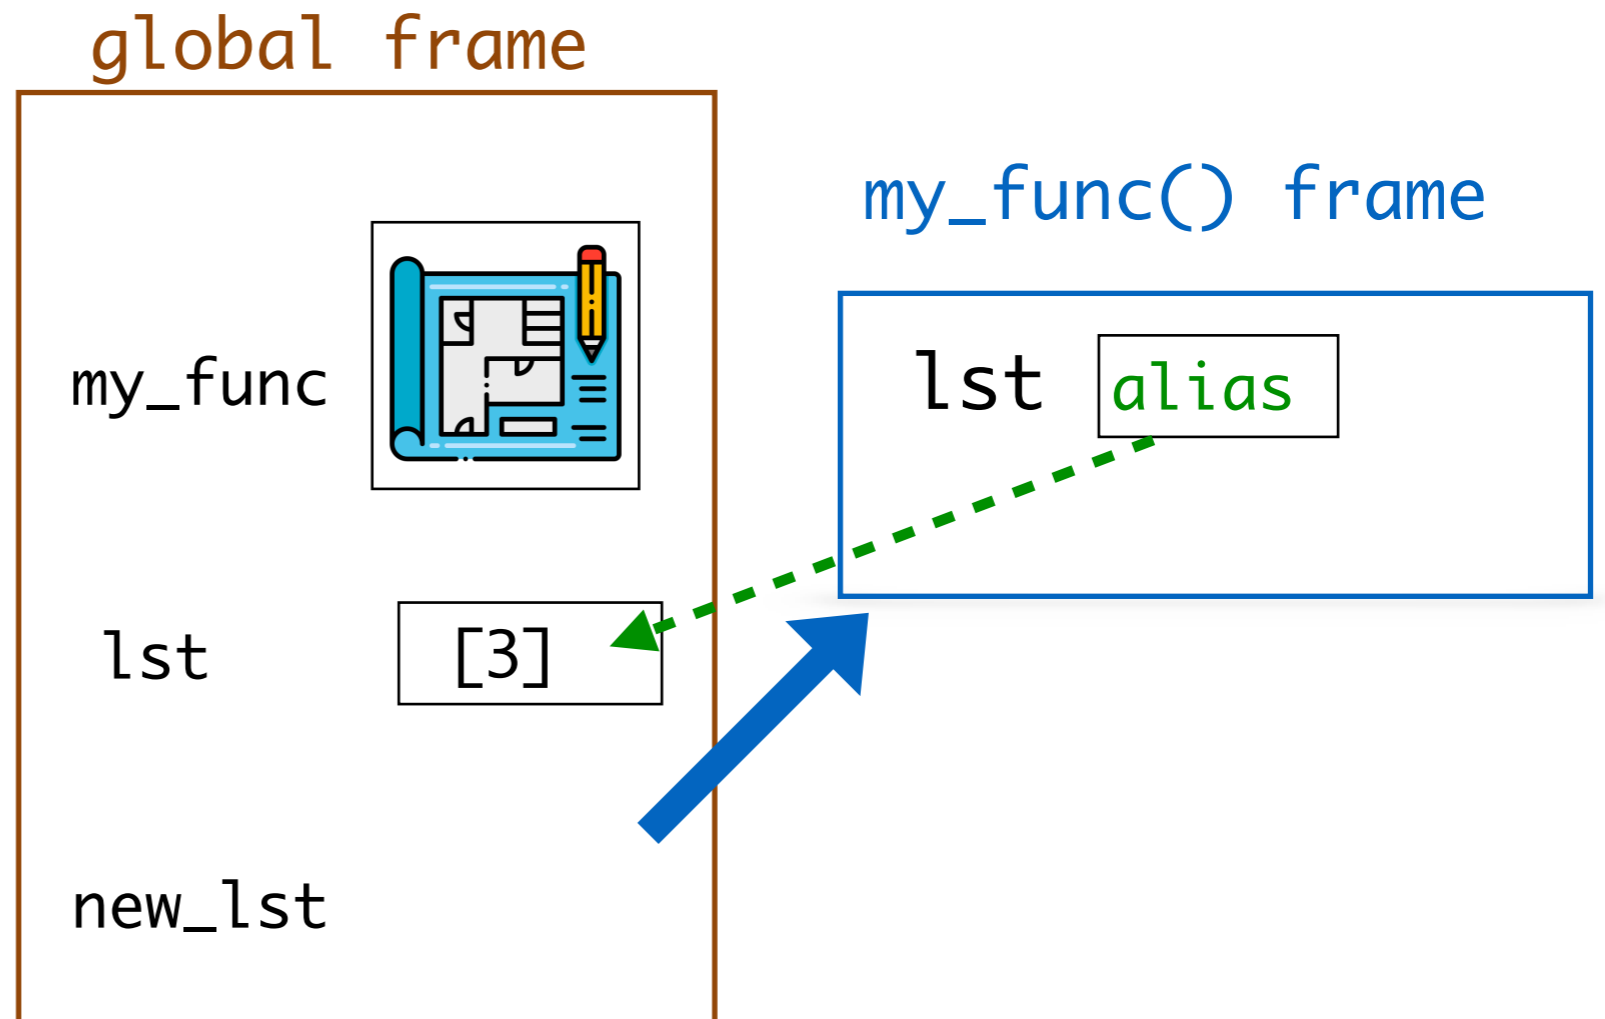 global frame
my_func() frame
my_func
lst alias
lst [3]
new_lst